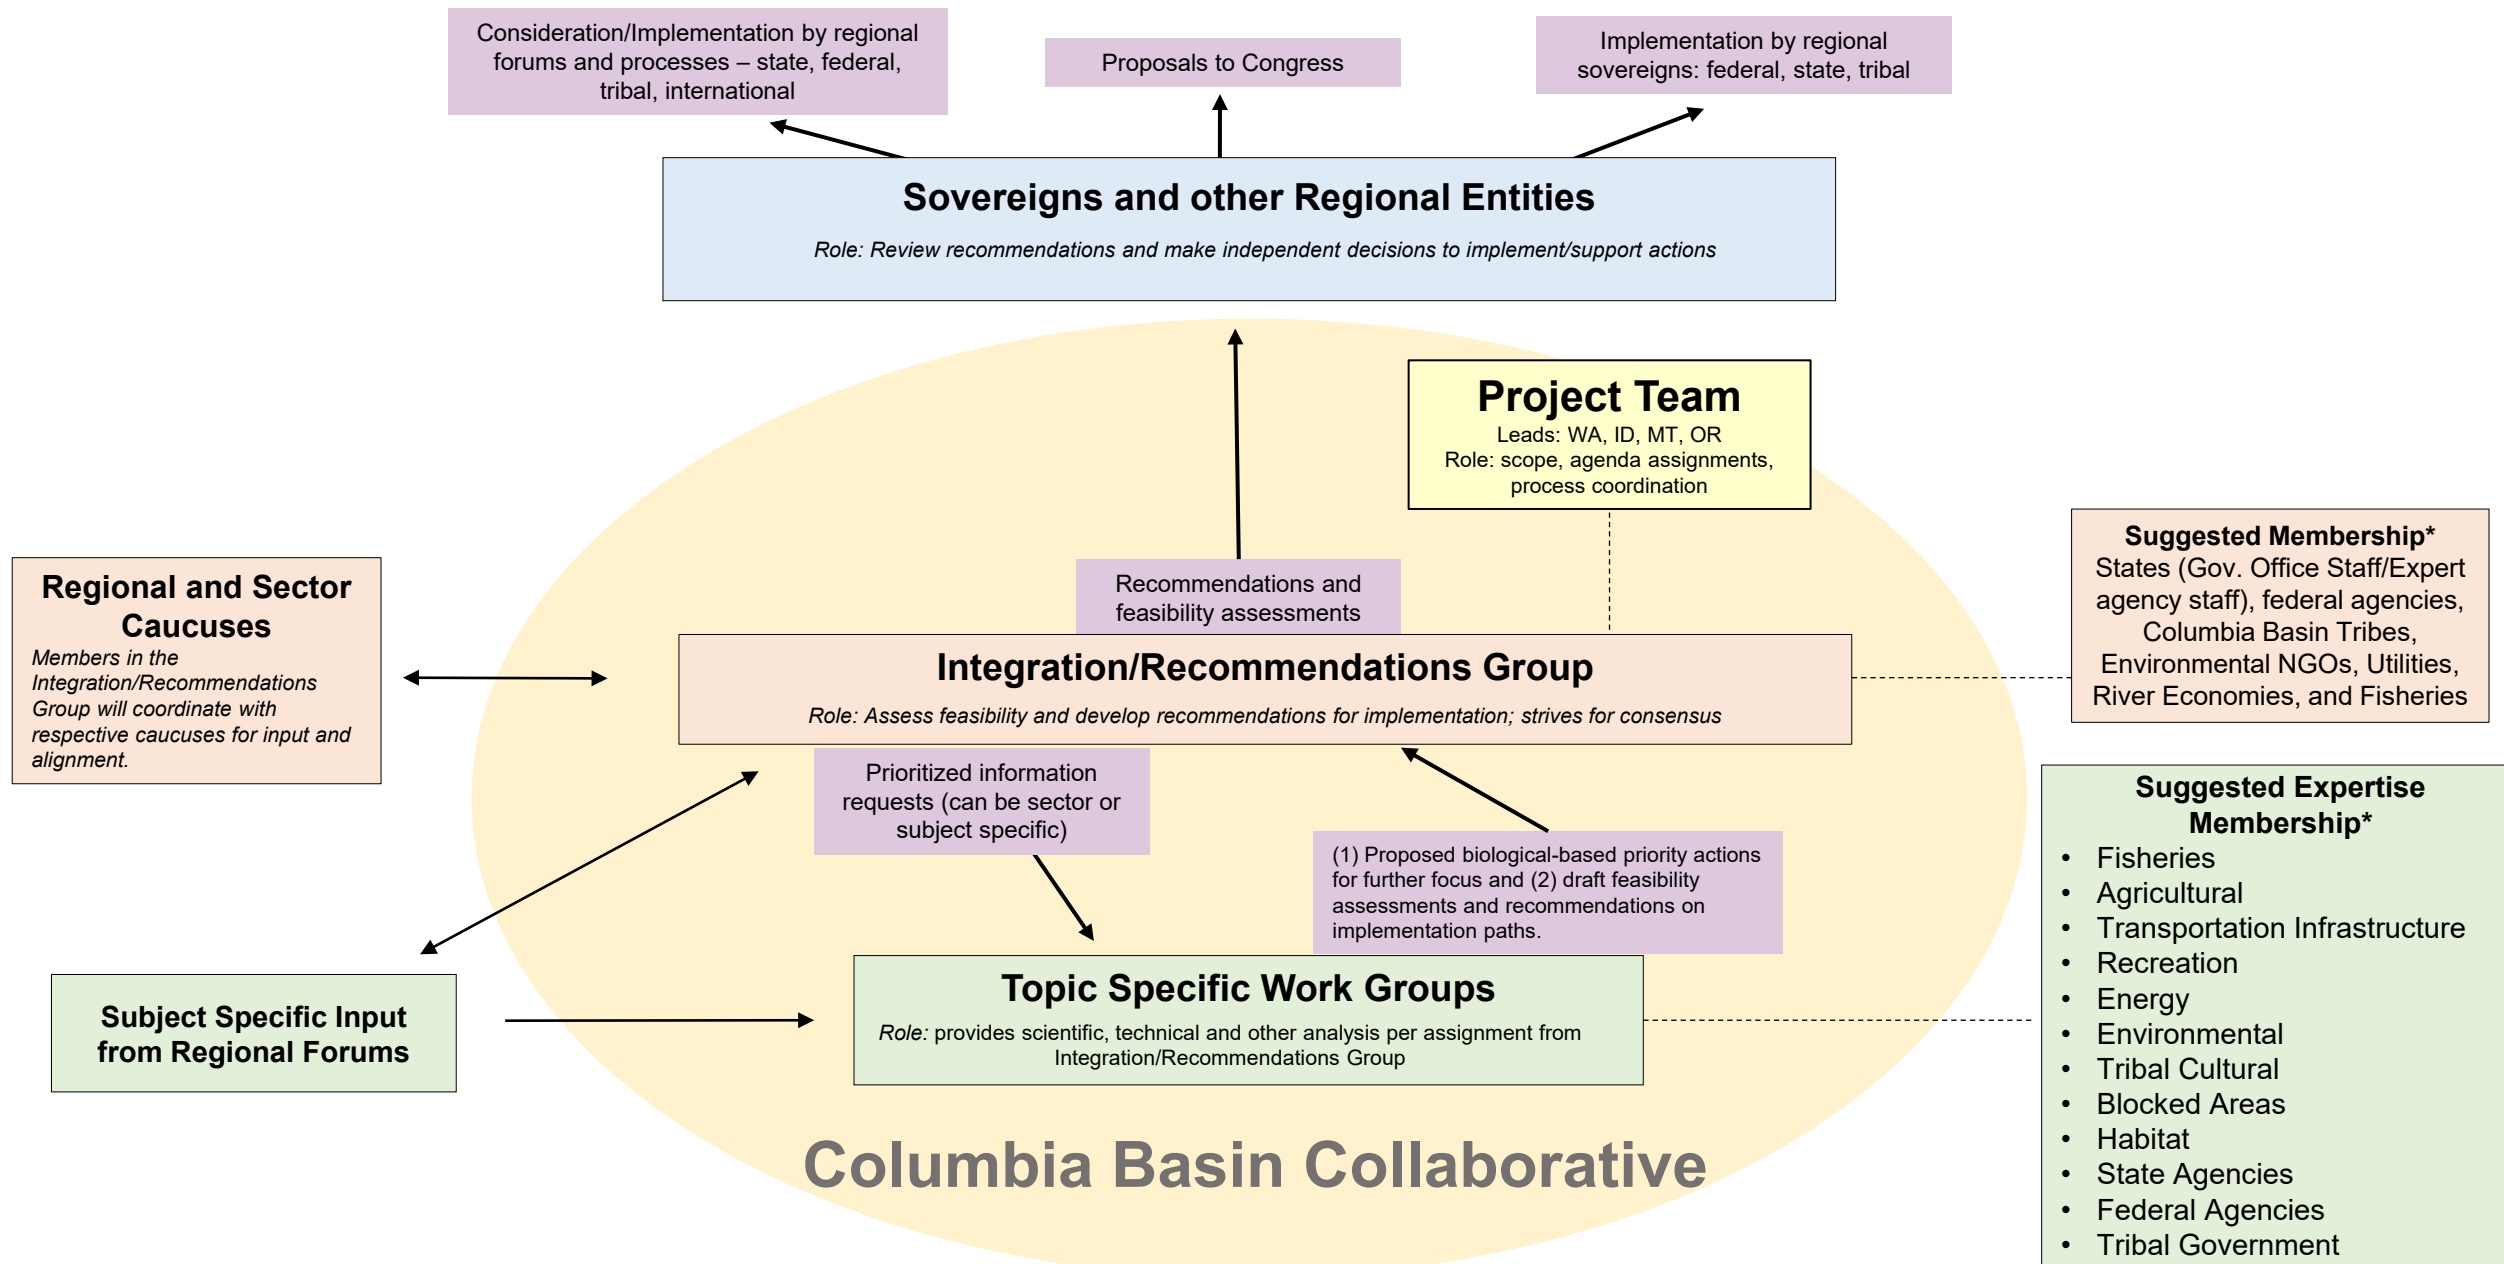 Consideration/Implementation by regional
forums and processes – state, federal,
tribal, international
Proposals to Congress
Implementation by regional
sovereigns: federal, state, tribal
Sovereigns and other Regional Entities
Role: Review recommendations and make independent decisions to implement/support actions
Project Team
Leads: WA, ID, MT, OR
Role: scope, agenda assignments,
process coordination
Regional and Sector
Caucuses
Members in the
Integration/Recommendations
Group will coordinate with
respective caucuses for input and
alignment.
Recommendations and
feasibility assessments
Integration/Recommendations Group
Role: Assess feasibility and develop recommendations for implementation; strives for consensus
Suggested Membership*
States (Gov. Office Staff/Expert
agency staff), federal agencies,
Columbia Basin Tribes,
Environmental NGOs, Utilities,
River Economies, and Fisheries
Prioritized information
requests (can be sector or
subject specific)
(1) Proposed biological-based priority actions
for further focus and (2) draft feasibility
assessments and recommendations on
implementation paths.
Subject Specific Input
from Regional Forums
Topic Specific Work Groups
Role: provides scientific, technical and other analysis per assignment from
Integration/Recommendations Group
Suggested Expertise
Membership*
• Fisheries
• Agricultural
• Transportation Infrastructure
• Recreation
• Energy
• Environmental
• Tribal Cultural
• Blocked Areas
• Habitat
• State Agencies
• Federal Agencies
• Tribal Government
Columbia Basin Collaborative